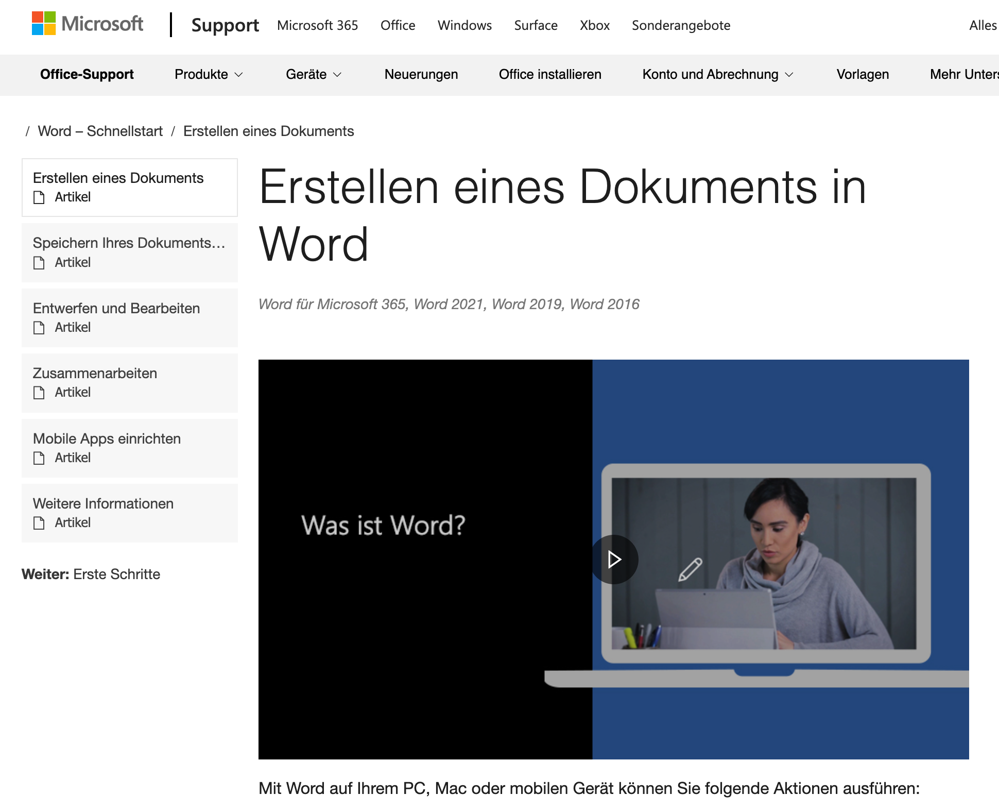 Microsoft
Support
Microsoft 365
Office
Windows
Surface
Xbox
Sonderangebote
Alles
Office-Support
Produkte
Geräte
Neuerungen
Office installieren
Konto und Abrechnung
Vorlagen
Mehr Unters
/ Word – Schnellstart / Erstellen eines Dokuments
Erstellen eines Dokuments
Artikel
Speichern Ihres Dokuments…
Artikel
Entwerfen und Bearbeiten
Artikel
Zusammenarbeiten
Artikel
Mobile Apps einrichten
Artikel
Weitere Informationen
Artikel
Weiter: Erste Schritte
Erstellen eines Dokuments in
Word
Word für Microsoft 365, Word 2021, Word 2019, Word 2016
Was ist Word?
Mit Word auf Ihrem PC, Mac oder mobilen Gerät können Sie folgende Aktionen ausführen: